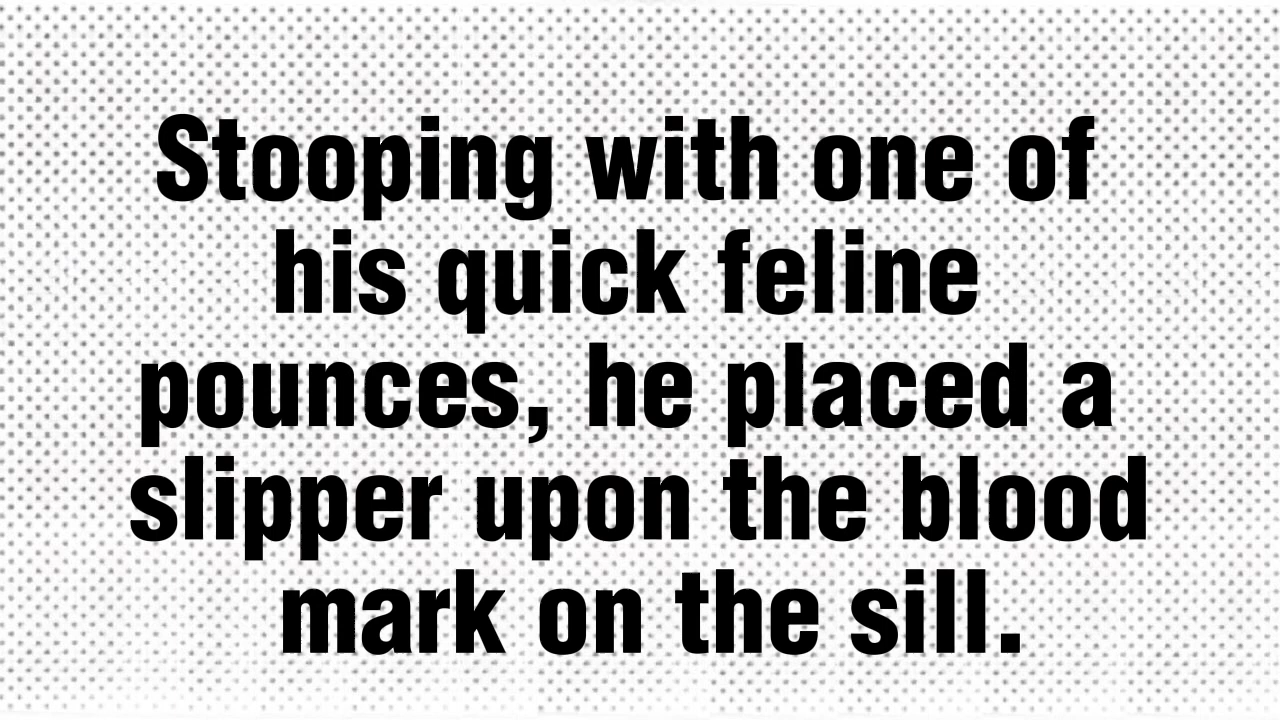 Stooping with one of
his quick feline
pounces, he placed a
slipper upon the blood
mark on the sill.